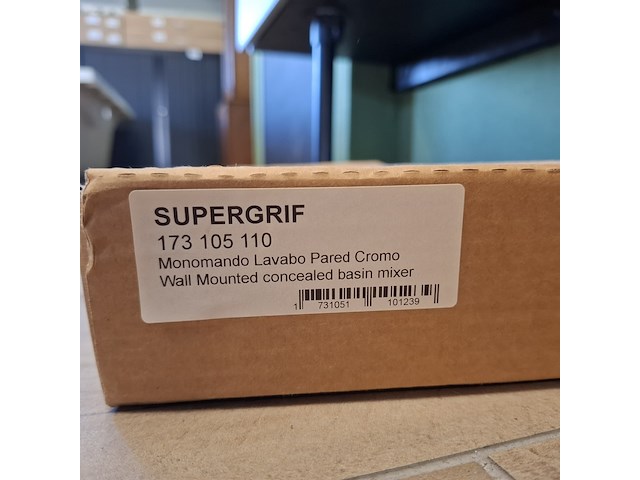 SUPERGRIF
173 105 110
Monomando Lavabo Pared Cromo
Wall Mounted concealed basin mixer
1 731051 101239